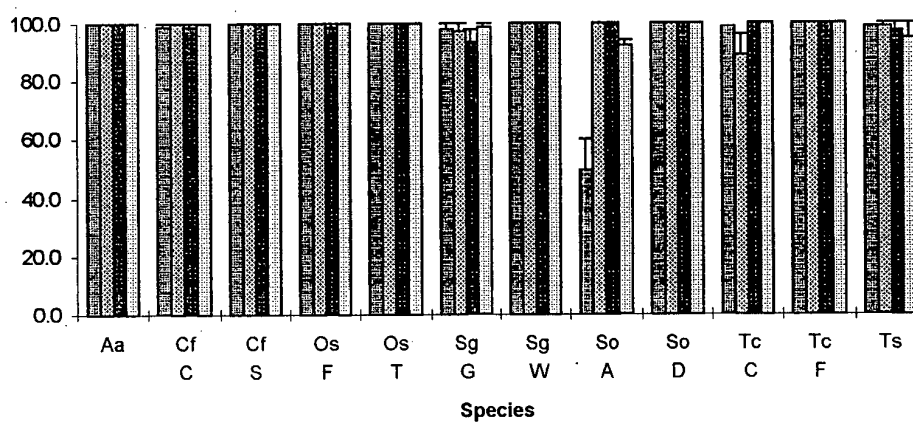 100.0
80.0
60.0
40.0
20.0
0.0
Aa Cf Cf Os Os Sg Sg So So Tc Tc Ts
C S F T G W A D C F
Species